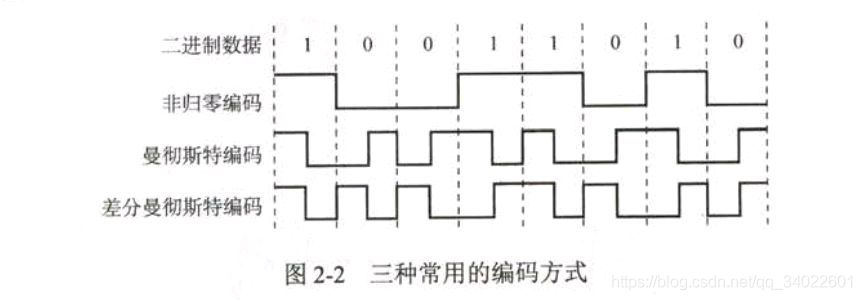 二进制数据 1 0 0 1 1 0 1 0
非归零编码
曼彻斯特编码
差分曼彻斯特编码
图 2-2 三种常用的编码方式
https://blog.csdn.net/qq_34022601